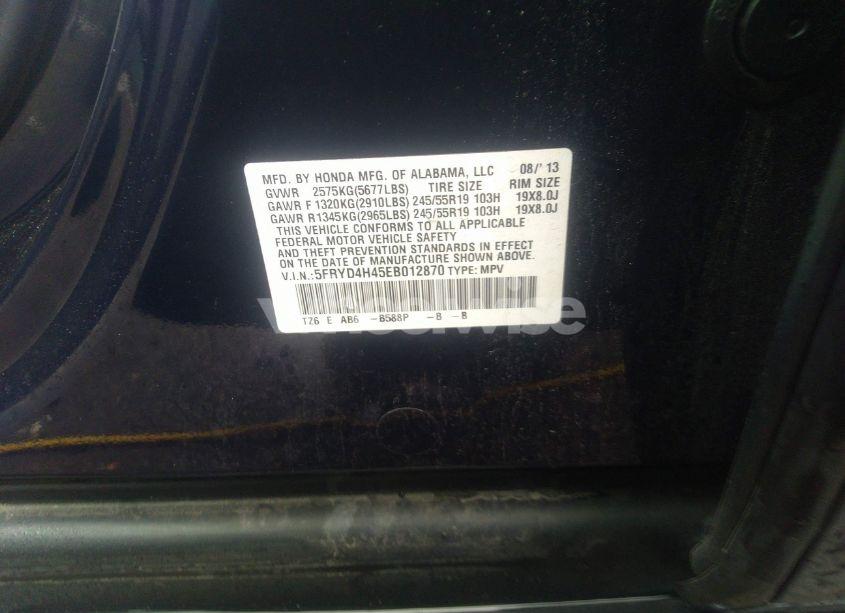 MFD. BY HONDA MFG. OF ALABAMA, LLC 08/' 13
GVWR 2575KG(5677LBS) TIRE SIZE RIM SIZE
GAWR F 1320KG(2910LBS) 245/55R19 103H 19X8.0J
GAWR R1345KG(2965LBS) 245/55R19 103H 19X8.0J
THIS VEHICLE CONFORMS TO ALL APPLICABLE
FEDERAL MOTOR VEHICLE SAFETY
AND THEFT PREVENTION STANDARDS IN EFFECT
ON THE DATE OF MANUFACTURE SHOWN ABOVE.
V.I.N.:5FRYD4H45EB012870 TYPE: MPV
TZ6 E AB6 -B588P -B -B